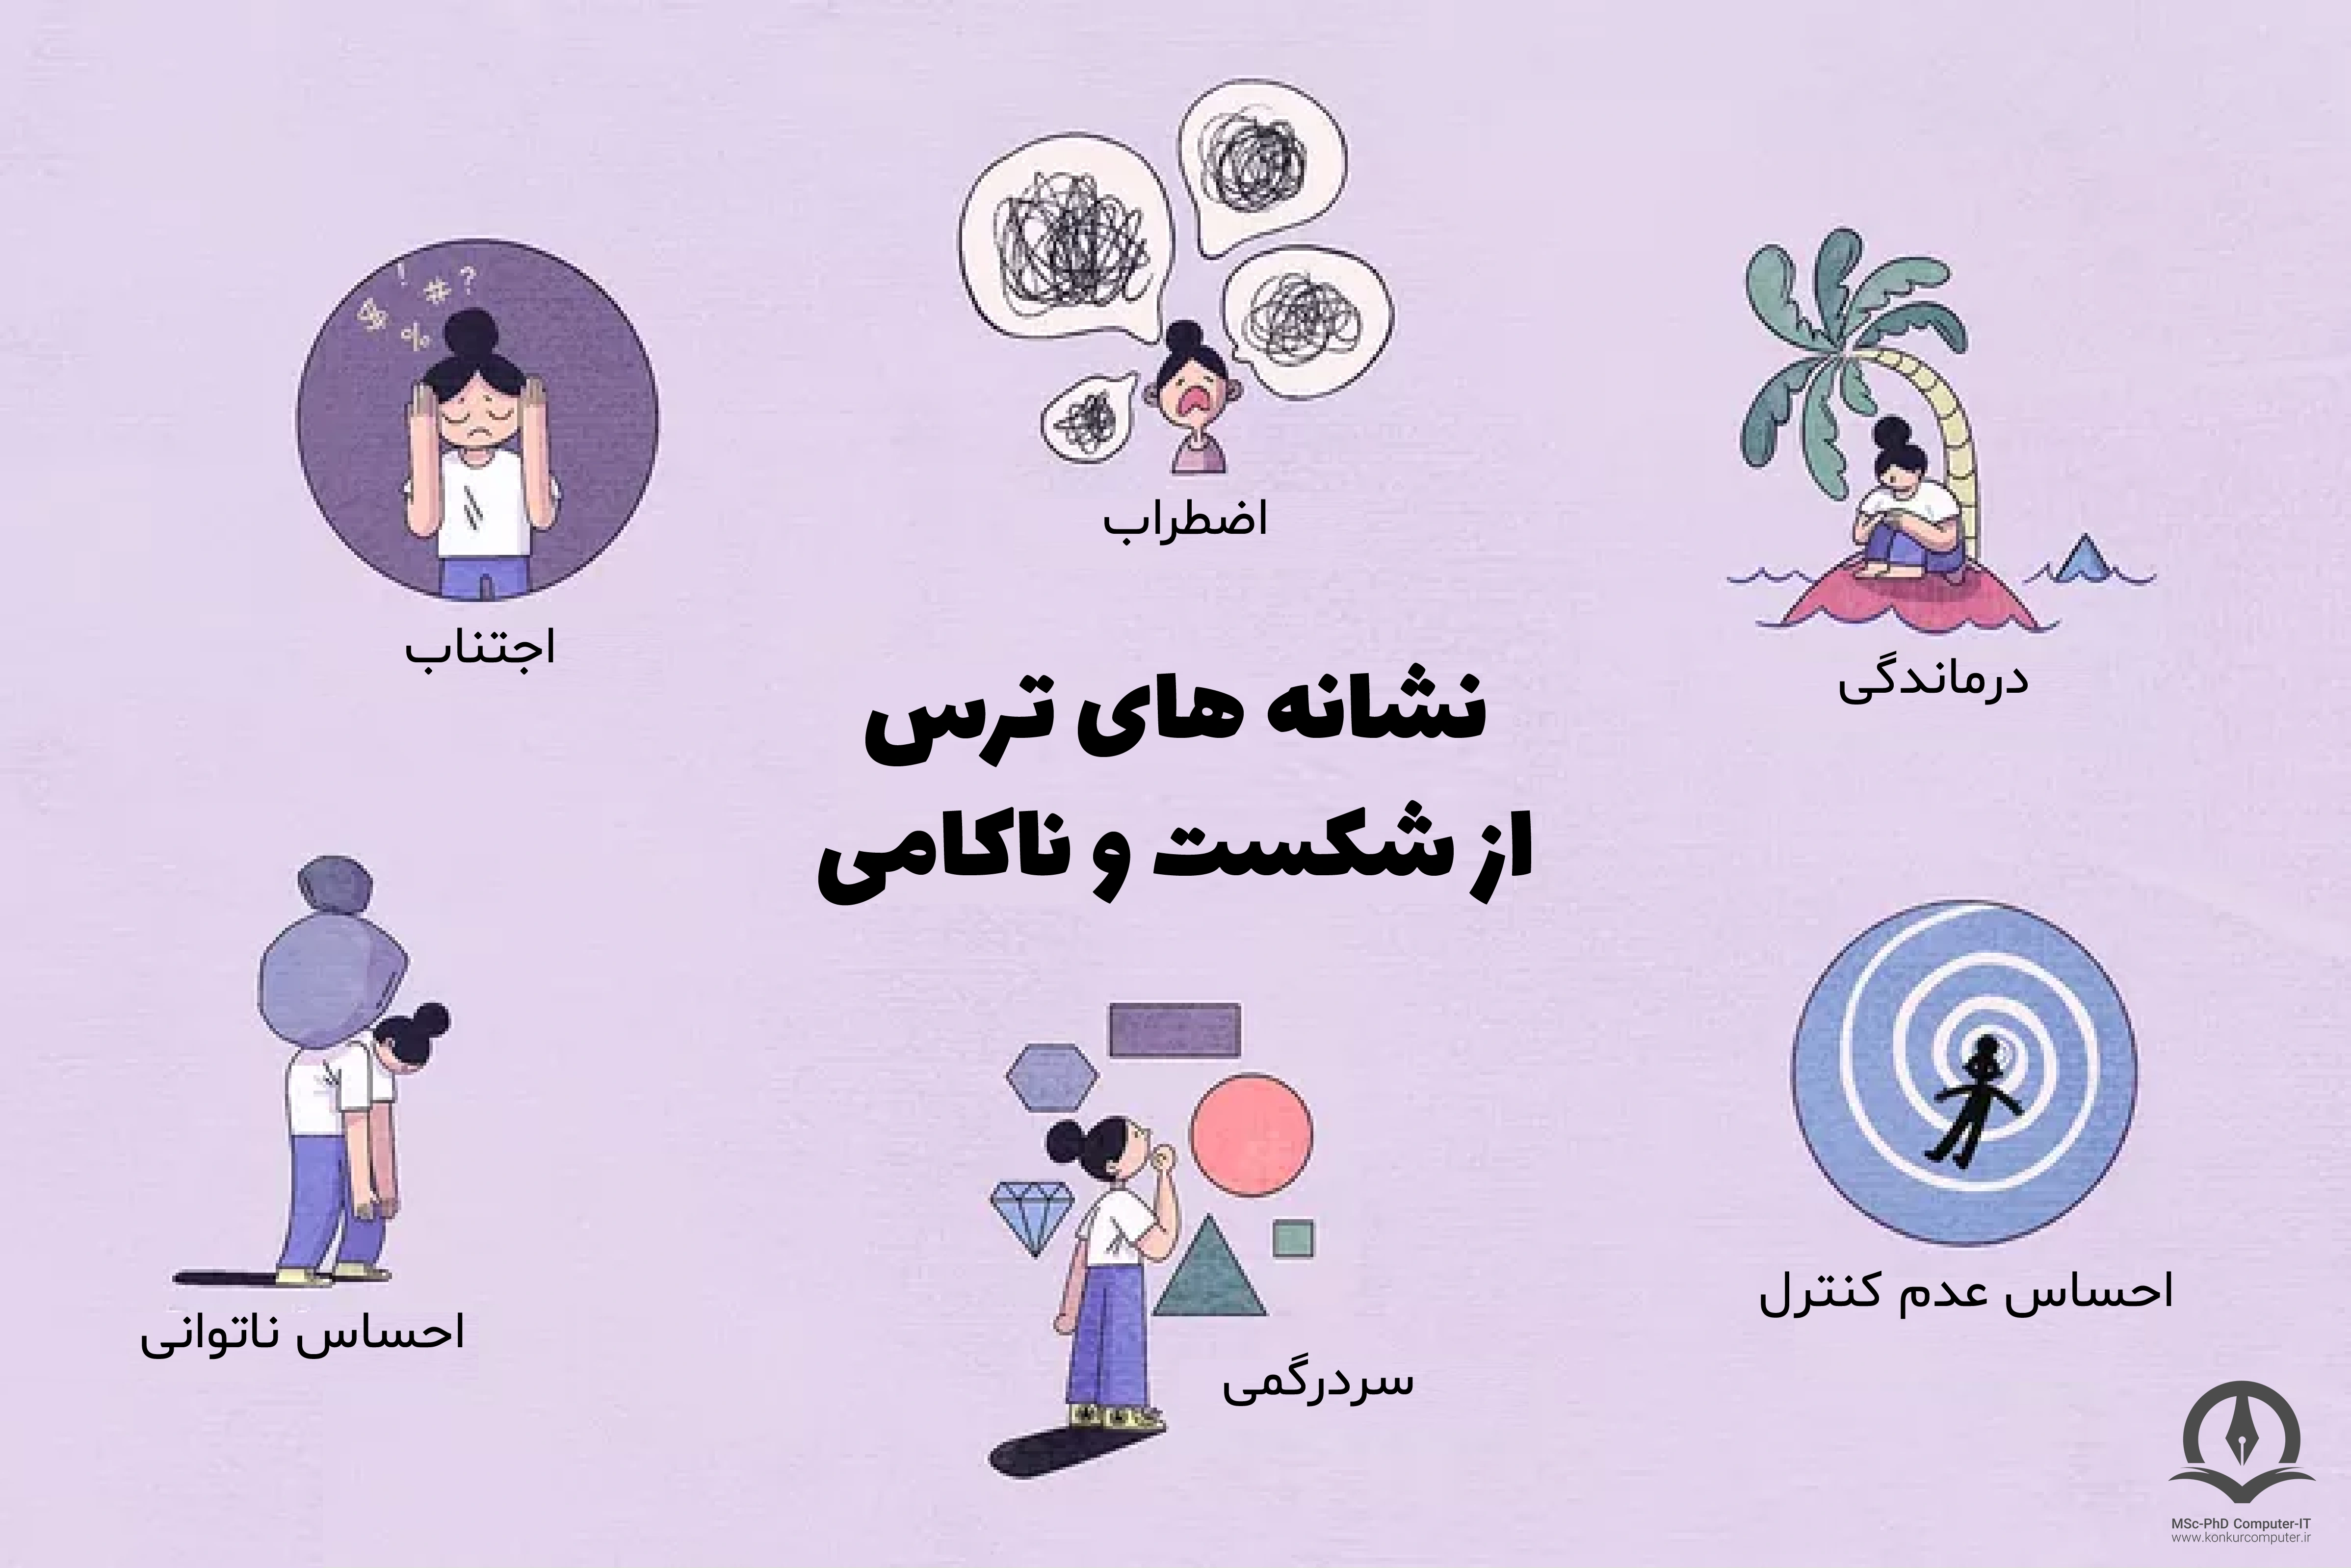 نشانه های ترس
از شکست و ناکامی
اضطراب
درماندگی
اجتناب
احساس عدم کنترل
سردرگمی
احساس ناتوانی
! # ? $ %
MSc-PhD Computer-IT
www.konkurcomputer.ir